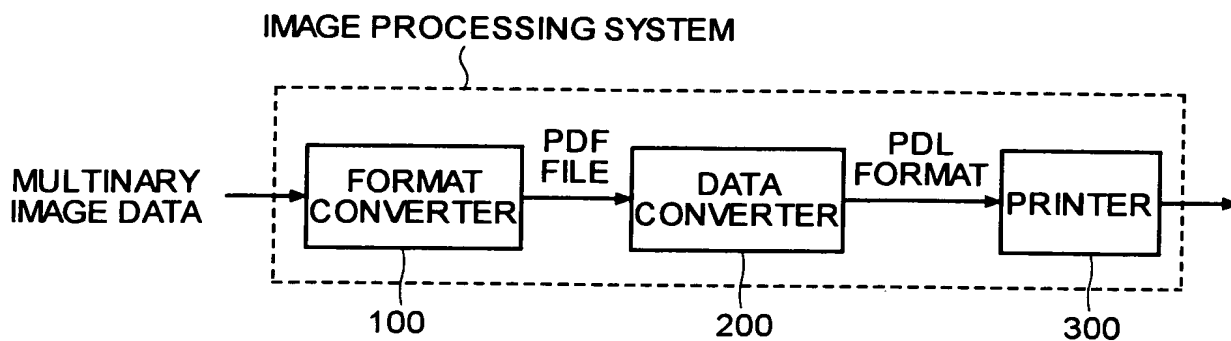 IMAGE PROCESSING SYSTEM
MULTINARY
IMAGE DATA
FORMAT
CONVERTER
PDF
FILE
DATA
CONVERTER
PDL
FORMAT
PRINTER
100
200
300